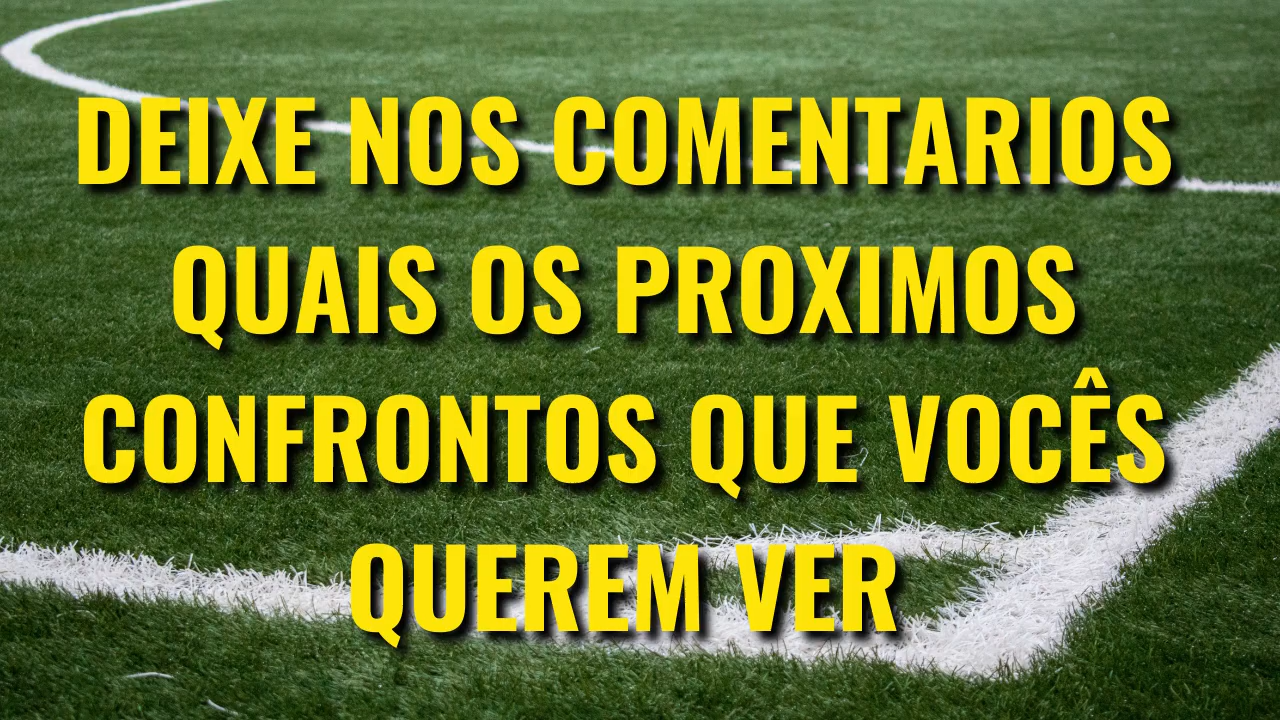 DEIXE NOS COMENTARIOS
QUAIS OS PROXIMOS
CONFRONTOS QUE VOCÊS
QUEREM VER